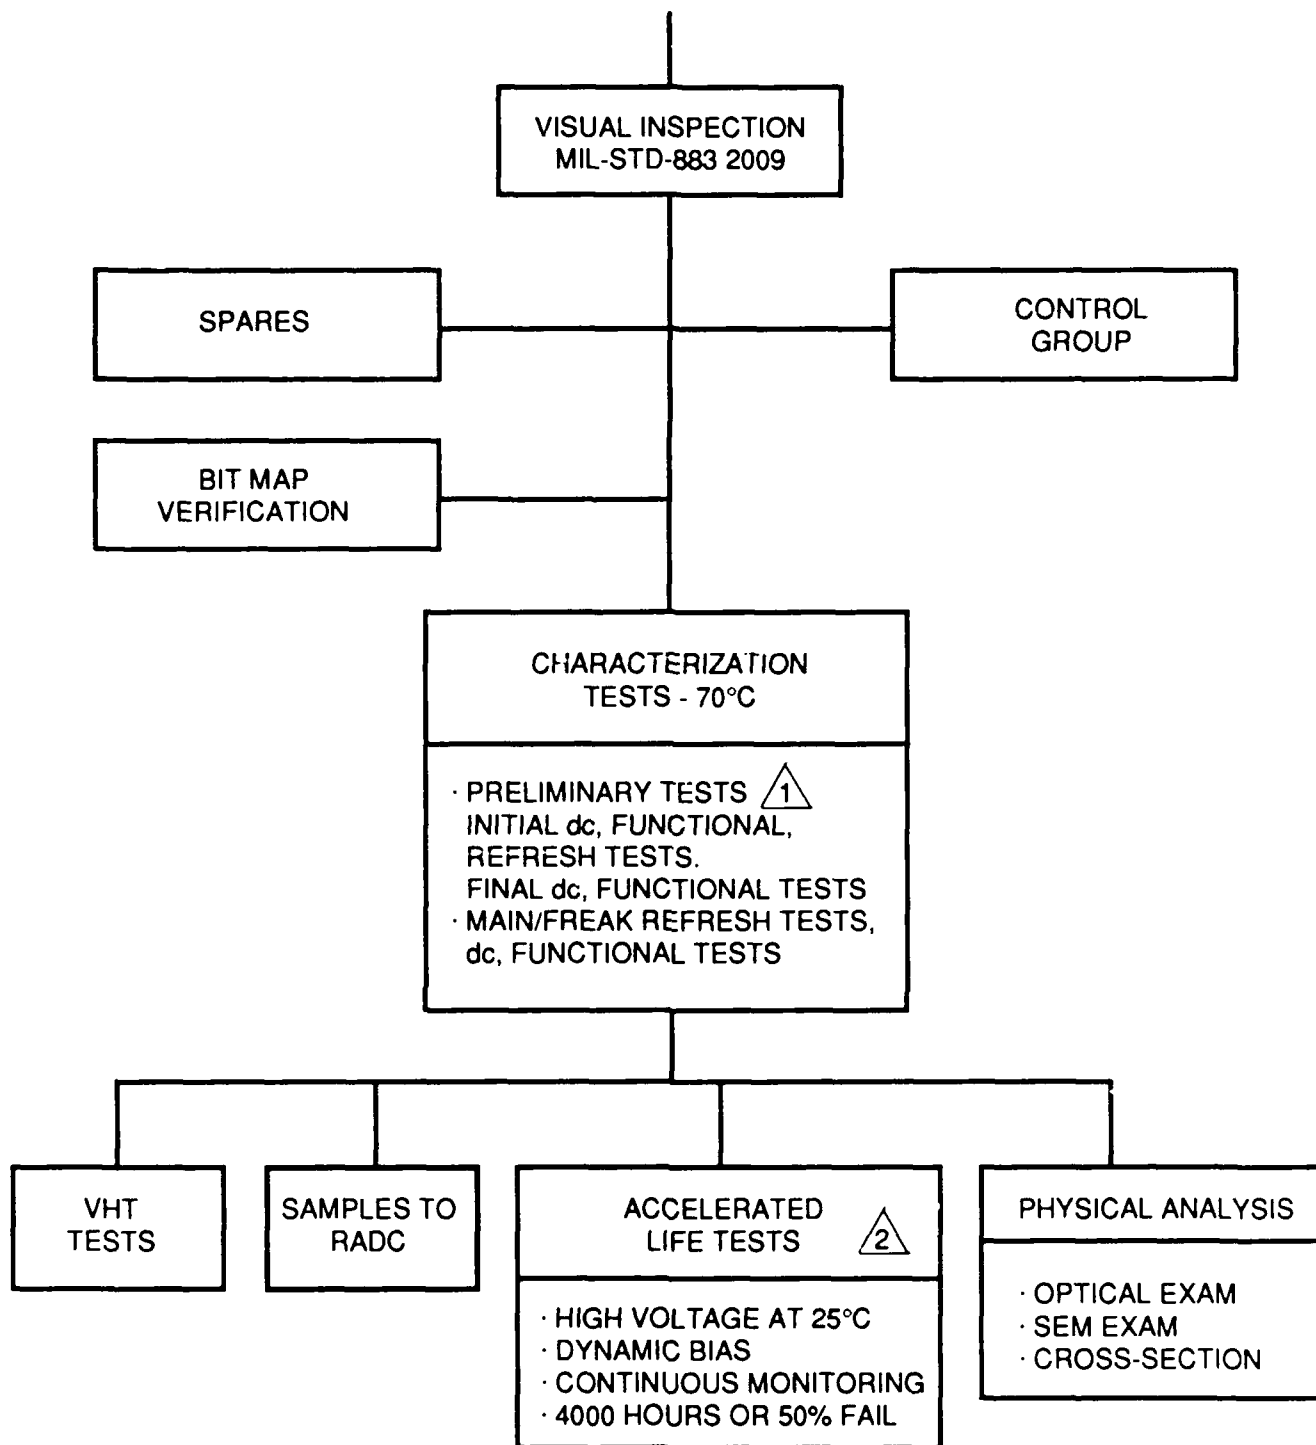 VISUAL INSPECTION
MIL-STD-883 2009
SPARES
CONTROL
GROUP
BIT MAP
VERIFICATION
CHARACTERIZATION
TESTS - 70°C
· PRELIMINARY TESTS 1
INITIAL dc, FUNCTIONAL,
REFRESH TESTS.
FINAL dc, FUNCTIONAL TESTS
· MAIN/FREAK REFRESH TESTS,
dc, FUNCTIONAL TESTS
VHT
TESTS
SAMPLES TO
RADC
ACCELERATED
LIFE TESTS 2
· HIGH VOLTAGE AT 25°C
· DYNAMIC BIAS
· CONTINUOUS MONITORING
· 4000 HOURS OR 50% FAIL
PHYSICAL ANALYSIS
· OPTICAL EXAM
· SEM EXAM
· CROSS-SECTION